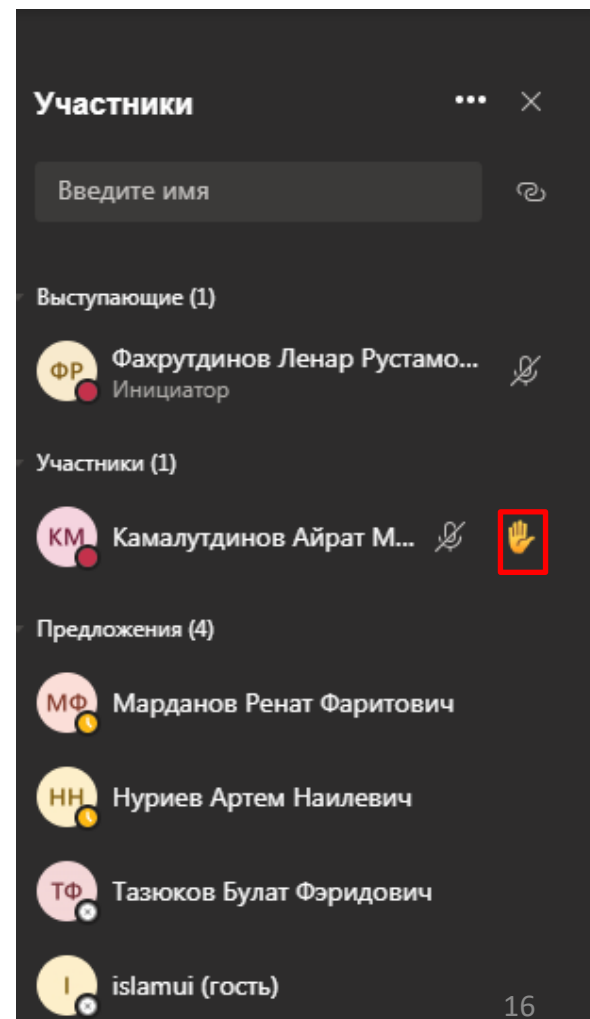 Участники
Введите имя
Выступающие (1)
ФР
Фахрутдинов Ленар Рустамо...
Инициатор
Участники (1)
КМ
Камалутдинов Айрат М...
Предложения (4)
МФ
Марданов Ренат Фаритович
НН
Нуриев Артем Наилевич
ТФ
Тазюков Булат Фэридович
I
islamui (гость)
16